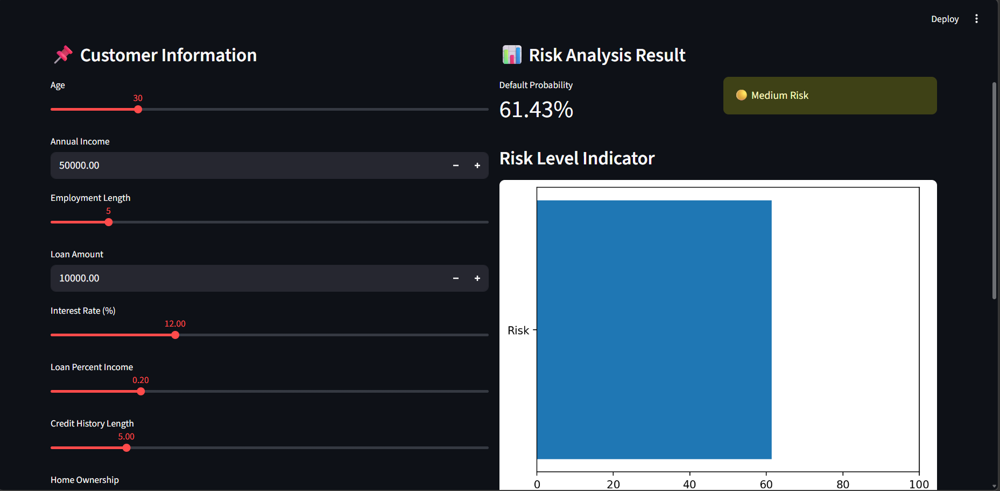 Deploy
Customer Information
Age
30
Annual Income
50000.00
Employment Length
5
Loan Amount
10000.00
Interest Rate (%)
12.00
Loan Percent Income
0.20
Credit History Length
5.00
Home Ownership
Risk Analysis Result
Default Probability
61.43%
Medium Risk
Risk Level Indicator
Risk
0 20 40 60 80 100